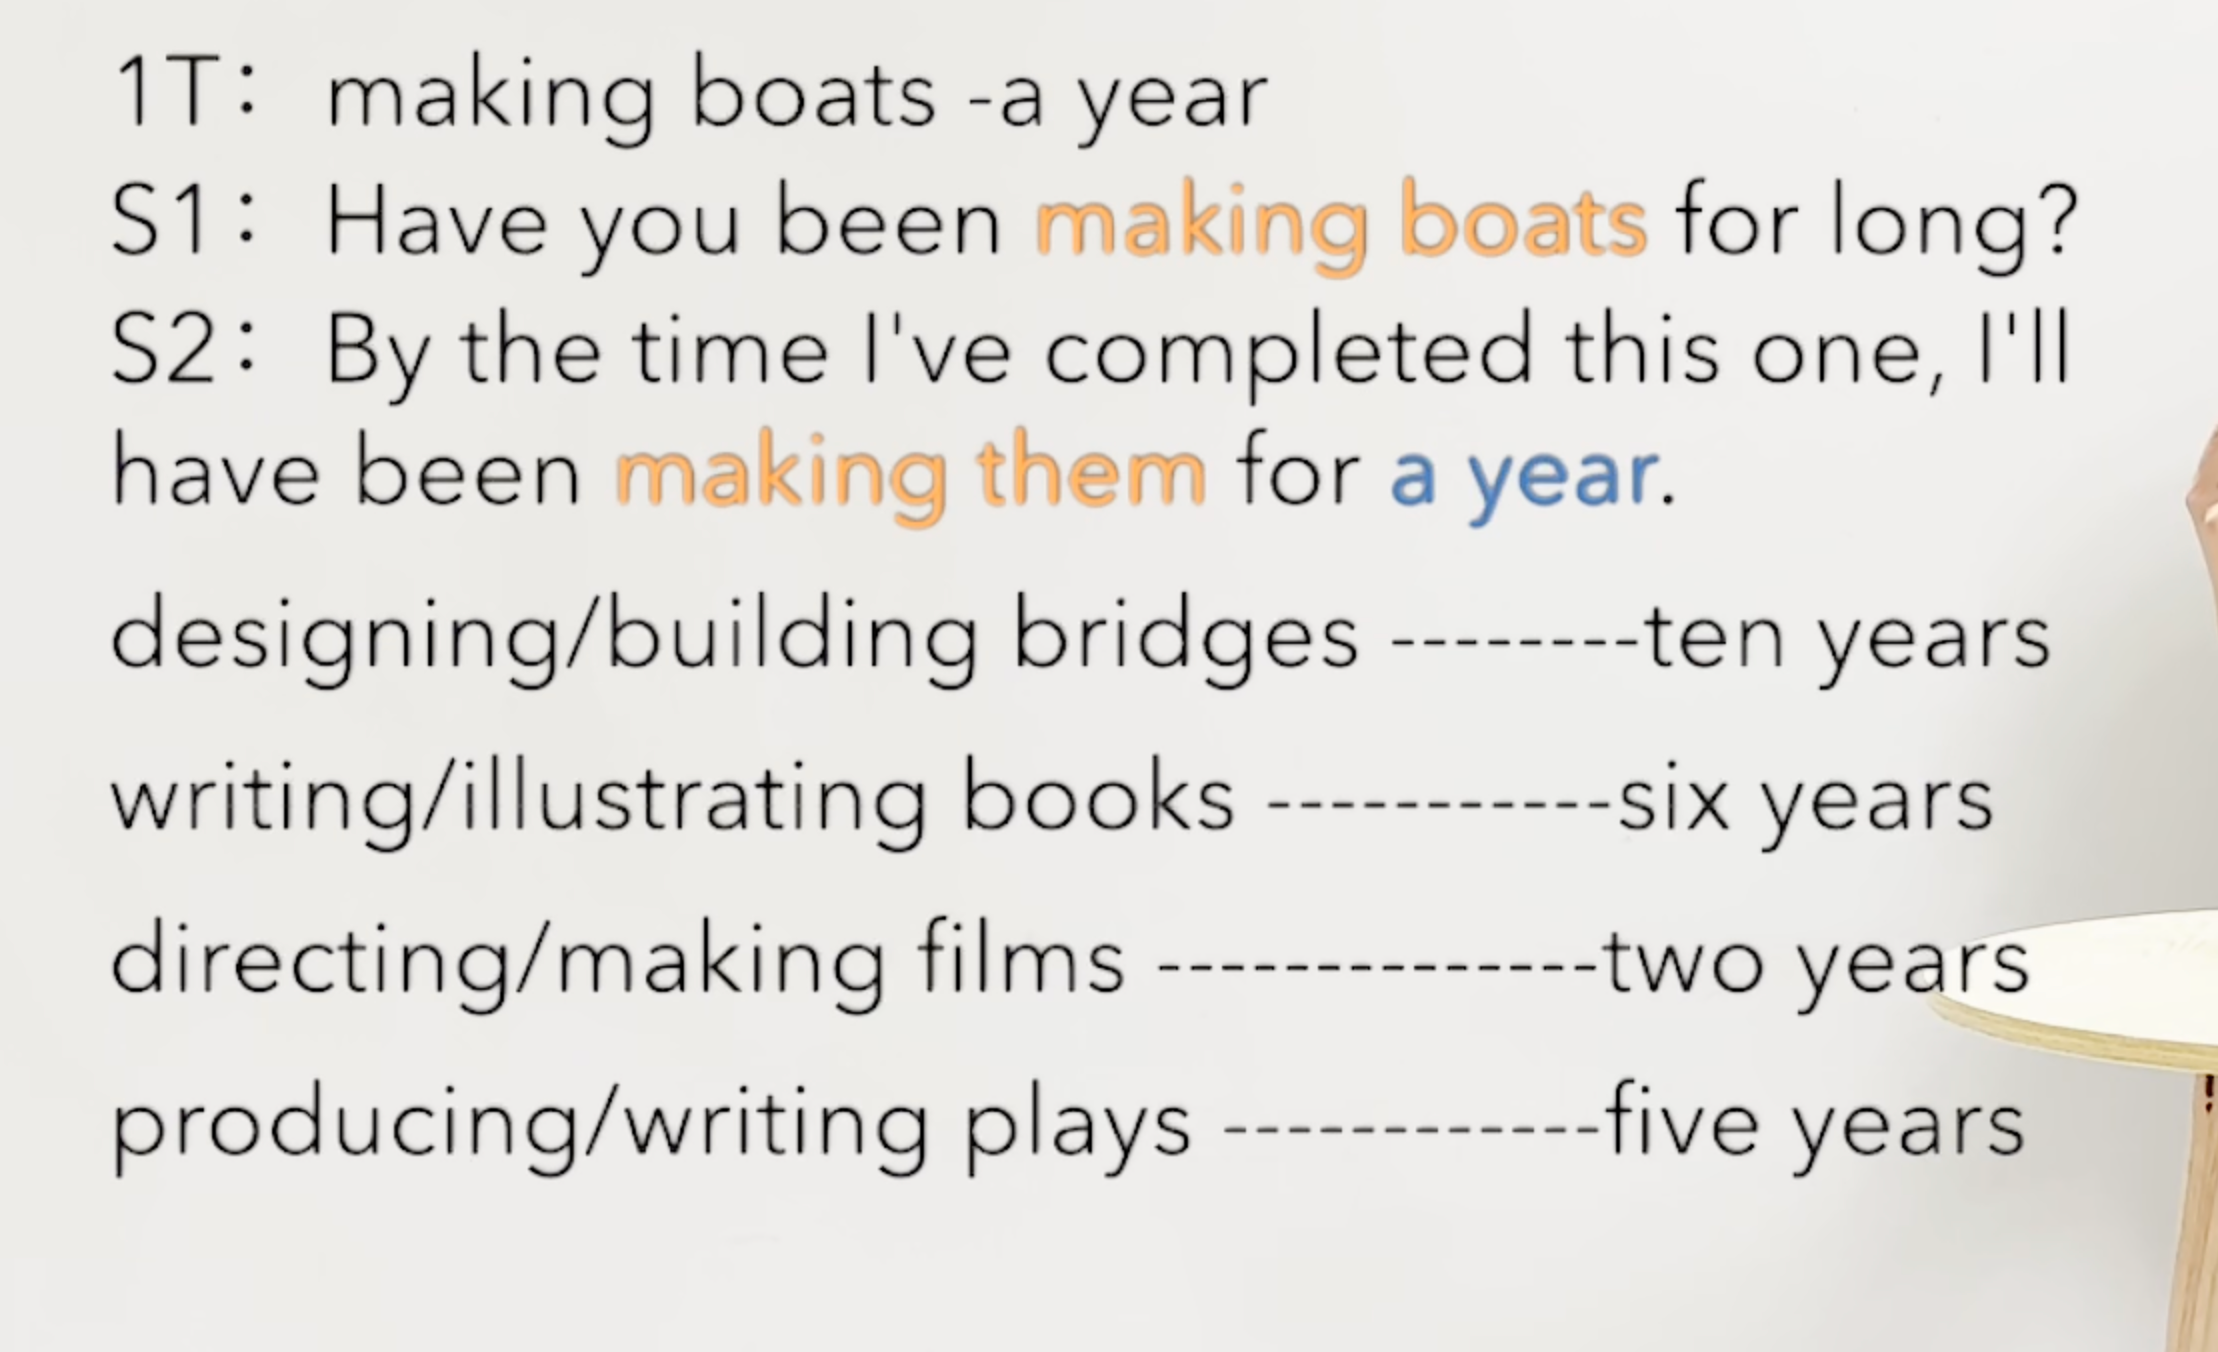 1T： making boats -a year
S1： Have you been making boats for long?
S2： By the time I've completed this one, I'll
have been making them for a year.
designing/building bridges --------ten years
writing/illustrating books -----------six years
directing/making films --------------two years
producing/writing plays ------------five years